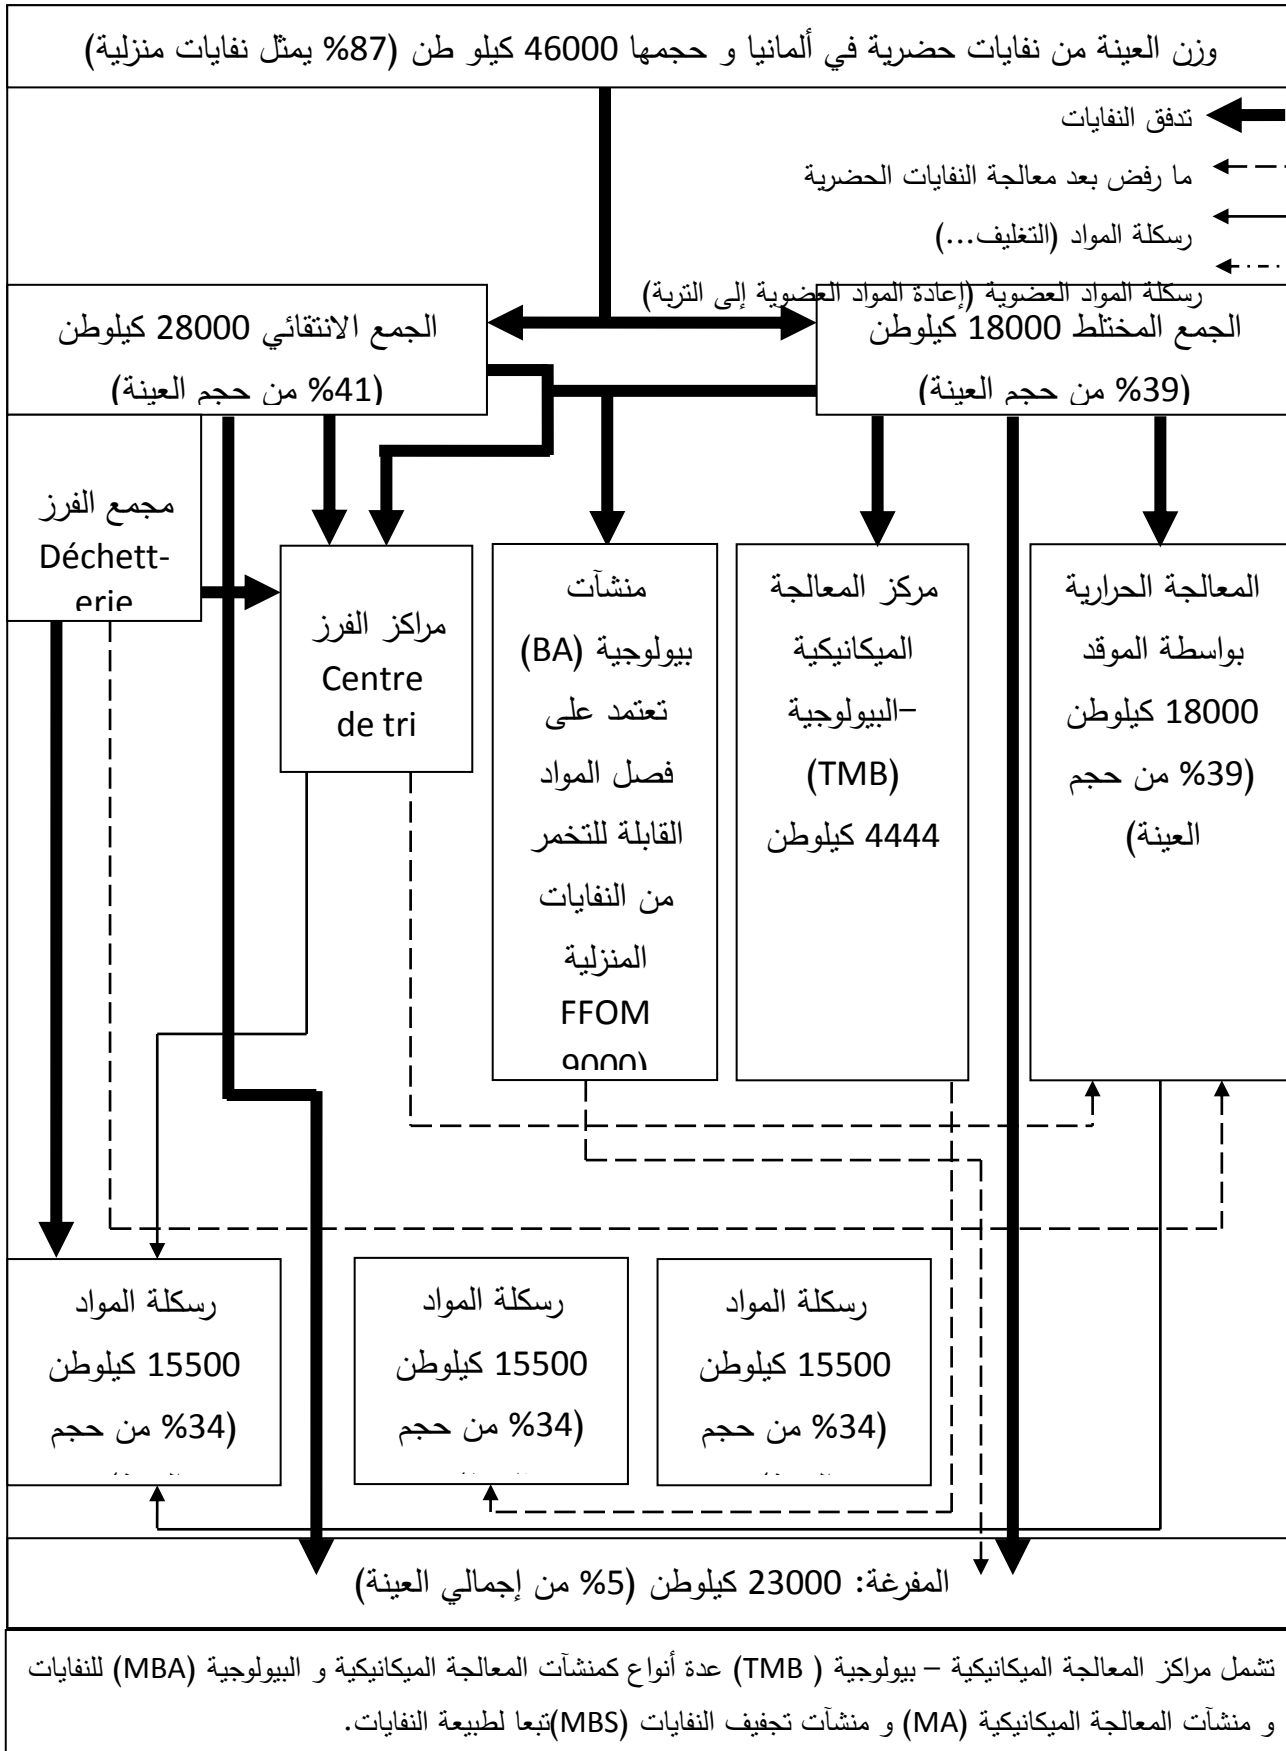 وزن العينة من نفايات حضرية في ألمانيا و حجمها 46000 كيلو طن (87% يمثل نفايات منزلية)
تدفق النفايات
ما رفض بعد معالجة النفايات الحضرية
رسكلة المواد (التغليف...)
رسكلة المواد العضوية (إعادة المواد العضوية إلى التربة)
الجمع المختلط 18000 كيلوطن
(39% من حجم العينة)
الجمع الانتقائي 28000 كيلوطن
(41% من حجم العينة)
المعالجة الحرارية
بواسطة الموقد
18000 كيلوطن
(39% من حجم
العينة)
مركز المعالجة
الميكانيكية
–البيولوجية
(TMB)
4444 كيلوطن
منشآت
بيولوجية (BA)
تعتمد على
فصل المواد
القابلة للتخمر
من النفايات
المنزلية
FFOM
(9000
مراكز الفرز
Centre
de tri
مجمع الفرز
Déchett-
erie
رسكلة المواد
15500 كيلوطن
(34% من حجم
رسكلة المواد
15500 كيلوطن
(34% من حجم
رسكلة المواد
15500 كيلوطن
(34% من حجم
المفرغة: 23000 كيلوطن (5% من إجمالي العينة)
تشمل مراكز المعالجة الميكانيكية – بيولوجية (TMB ) عدة أنواع كمنشآت المعالجة الميكانيكية و البيولوجية (MBA) للنفايات
و منشآت المعالجة الميكانيكية (MA) و منشآت تجفيف النفايات (MBS)تبعا لطبيعة النفايات.